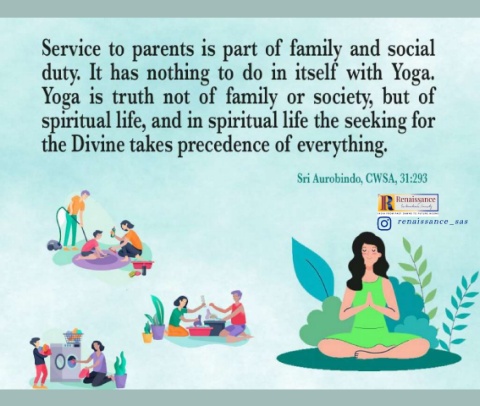 Service to parents is part of family and social
duty. It has nothing to do in itself with Yoga.
Yoga is truth not of family or society, but of
spiritual life, and in spiritual life the seeking for
the Divine takes precedence of everything.
Sri Aurobindo, CWSA, 31:293
Renaissance
renaissance_sas